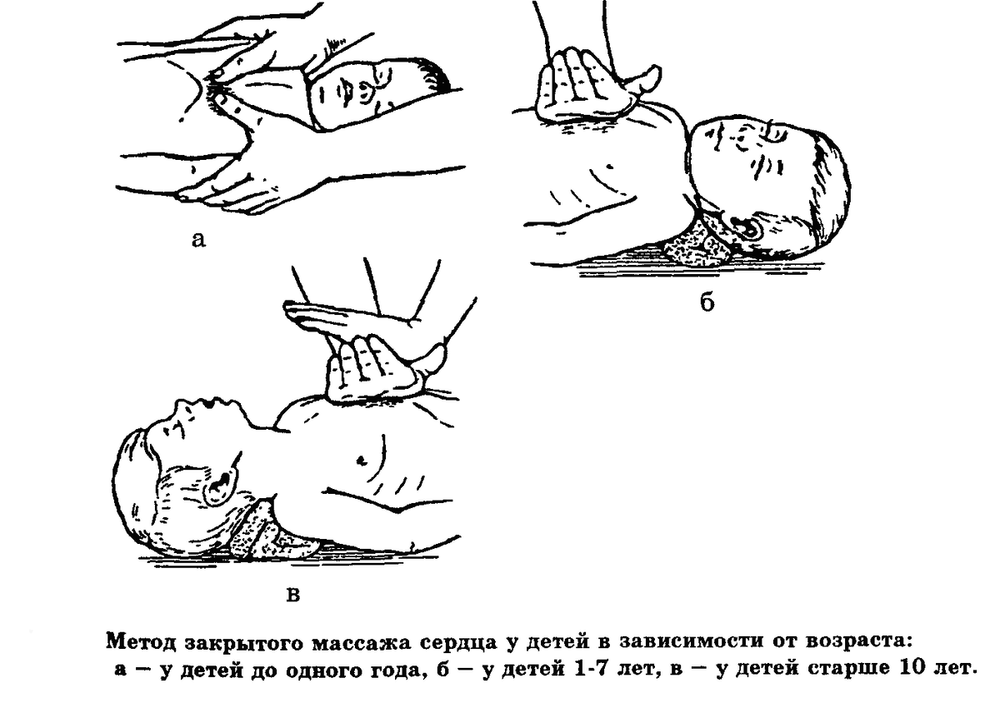 а
б
в
Метод закрытого массажа сердца у детей в зависимости от возраста:
а — у детей до одного года, б — у детей 1-7 лет, в — у детей старше 10 лет.